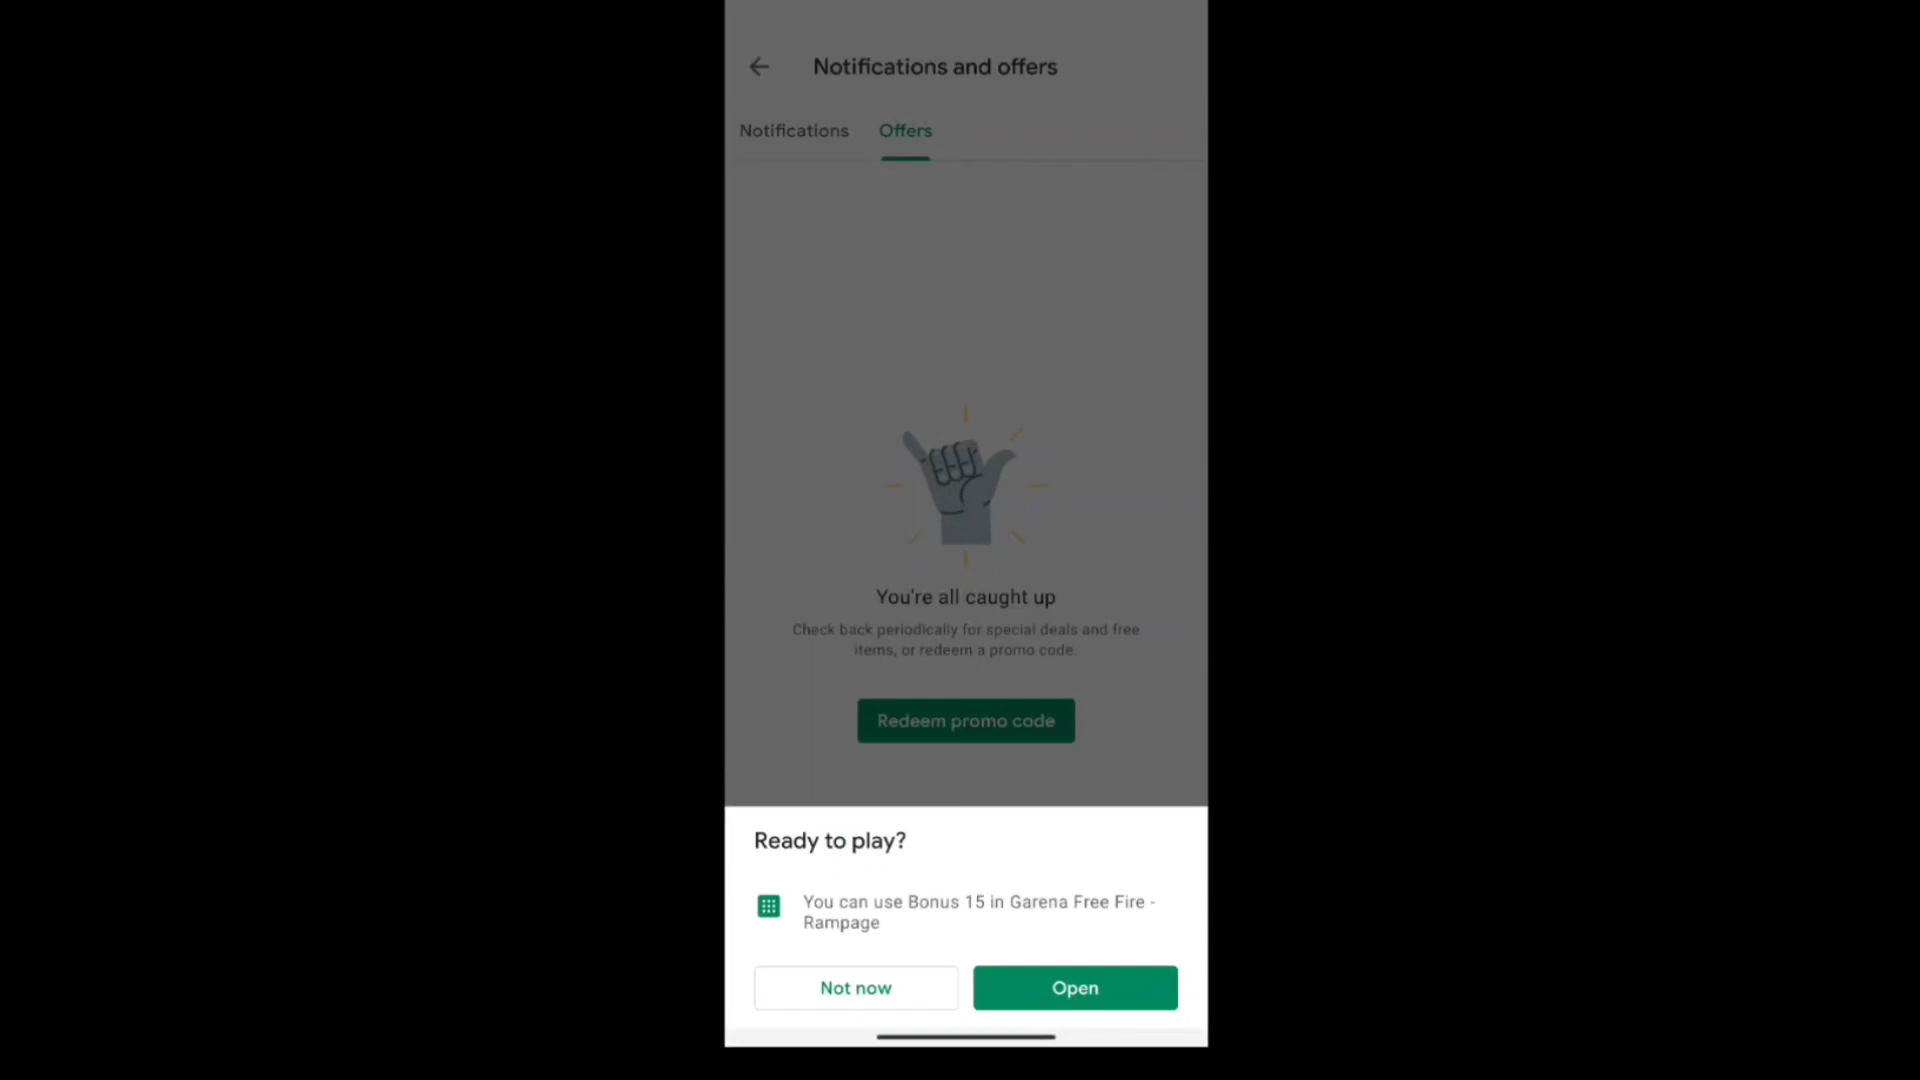 Notifications and offers
Notifications
Offers
You're all caught up
Check back periodically for special deals and free
items, or redeem a promo code.
Redeem promo code
Ready to play?
You can use Bonus 15 in Garena Free Fire -
Rampage
Not now
Open